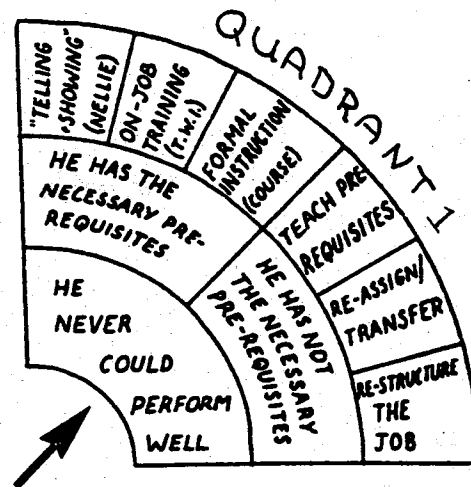 QUADRANT 1
"TELLING
+SHOWING"
(NELLIE)
ON-JOB
TRAINING
(T.W.I.)
FORMAL
INSTRUCTION
(COURSE)
TEACH PRE-
REQUISITES
RE-ASSIGN/
TRANSFER
RE-STRUCTURE
THE
JOB
HE HAS THE
NECESSARY PRE-
REQUISITES
HE HAS NOT
THE NECESSARY
PRE-REQUISITES
HE
NEVER
COULD
PERFORM
WELL